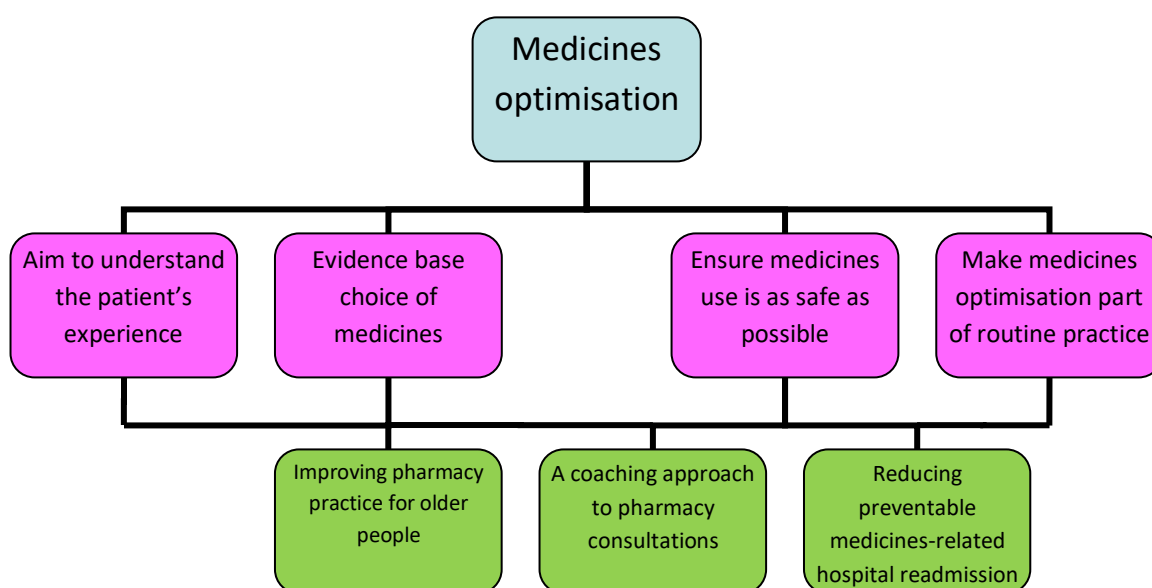 Medicines
optimisation
Aim to understand
the patient’s
experience
Evidence base
choice of
medicines
Ensure medicines
use is as safe as
possible
Make medicines
optimisation part
of routine practice
Improving pharmacy
practice for older
people
A coaching approach
to pharmacy
consultations
Reducing
preventable
medicines-related
hospital readmission